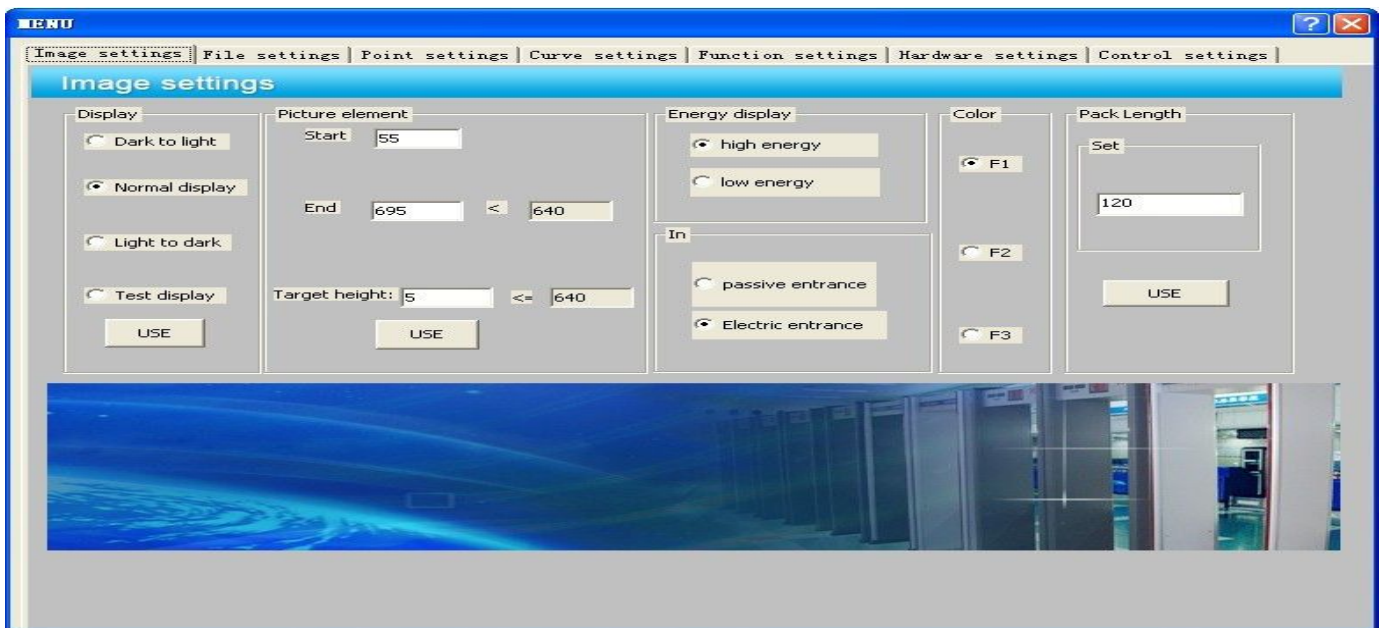 MENU
Image settings File settings Point settings Curve settings Function settings Hardware settings Control settings
Image settings
Display
Dark to light
Normal display
Light to dark
Test display
USE
Picture element
Start 55
End 695 < 640
Target height: 5 <= 640
USE
Energy display
high energy
low energy
In
passive entrance
Electric entrance
Color
F1
F2
F3
Pack Length
Set
120
USE